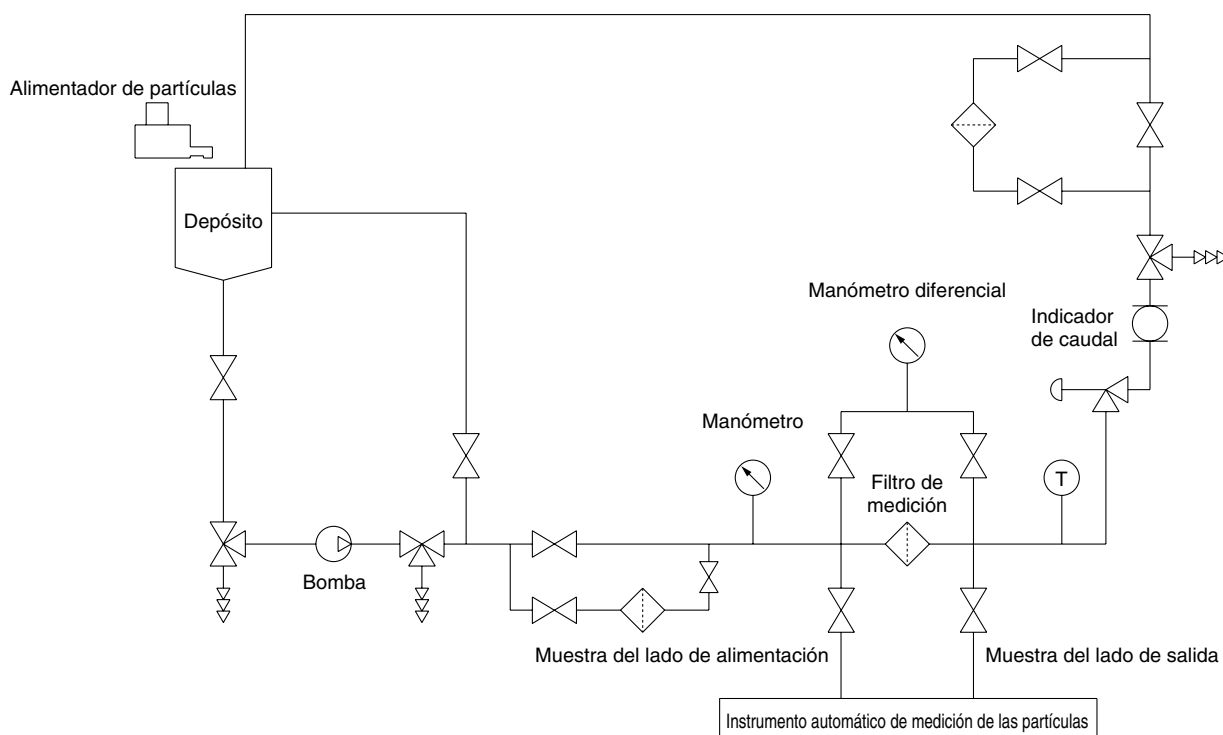 Alimentador de partículas
Depósito
Manómetro diferencial
Indicador
de caudal
Manómetro
Filtro de
medición
T
Bomba
Muestra del lado de alimentación
Muestra del lado de salida
Instrumento automático de medición de las partículas